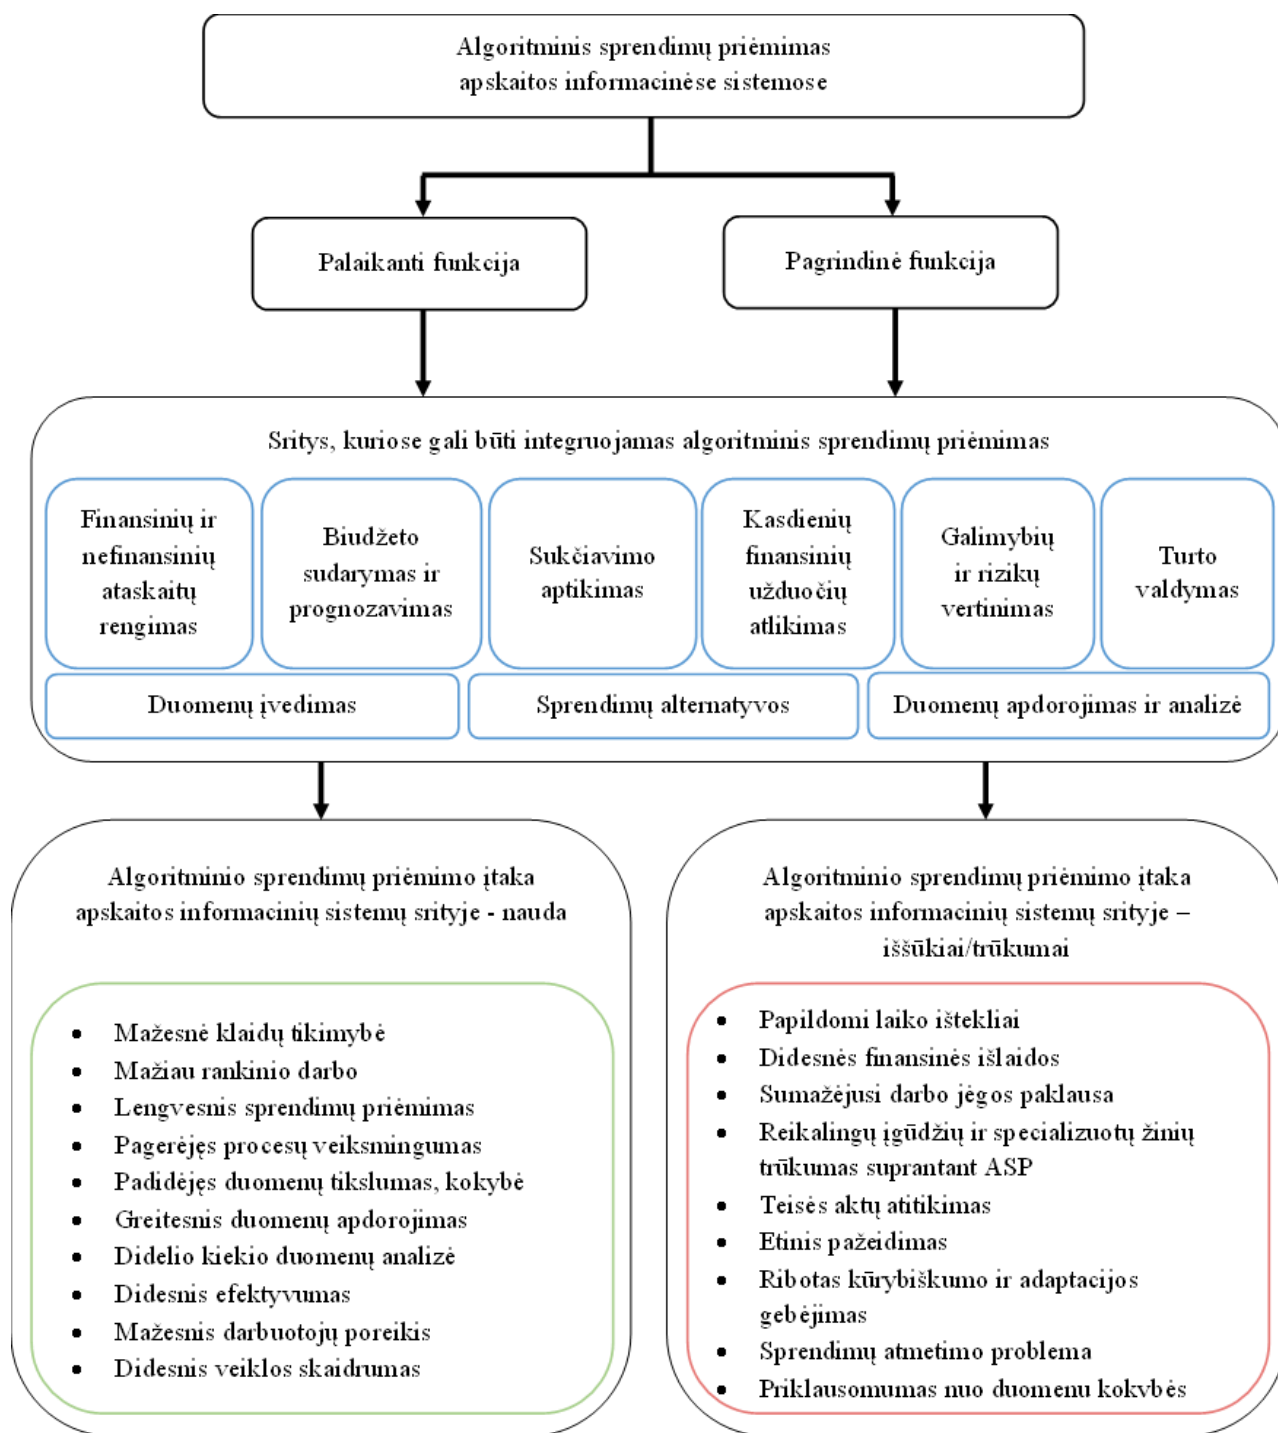 Algoritminis sprendimų priėmimas
apskaitos informacinėse sistemose
Palaikanti funkcija
Pagrindinė funkcija
Sritys, kuriose gali būti integruojamas algoritminis sprendimų priėmimas
Finansinių ir
nefinansinių
ataskaitų
rengimas
Biudžeto
sudarymas ir
prognozavimas
Sukčiavimo
aptikimas
Kasdienių
finansinių
užduočių
atlikimas
Galimybių
ir rizikų
vertinimas
Turto
valdymas
Duomenų įvedimas
Sprendimų alternatyvos
Duomenų apdorojimas ir analizė
Algoritminio sprendimų priėmimo įtaka
apskaitos informacinių sistemų srityje - nauda
• Mažesnė klaidų tikimybė
• Mažiau rankinio darbo
• Lengvesnis sprendimų priėmimas
• Pagerėjęs procesų veiksmingumas
• Padidėjęs duomenų tikslumas, kokybė
• Greitesnis duomenų apdorojimas
• Didelio kiekio duomenų analizė
• Didesnis efektyvumas
• Mažesnis darbuotojų poreikis
• Didesnis veiklos skaidrumas
Algoritminio sprendimų priėmimo įtaka
apskaitos informacinių sistemų srityje –
iššūkiai/trūkumai
• Papildomi laiko ištekliai
• Didesnės finansinės išlaidos
• Sumažėjusi darbo jėgos paklausa
• Reikalingų įgūdžių ir specializuotų žinių
trūkumas suprantant ASP
• Teisės aktų atitikimas
• Etinis pažeidimas
• Ribotas kūrybiškumo ir adaptacijos
gebėjimas
• Sprendimų atmetimo problema
• Priklausomumas nuo duomenų kokybės